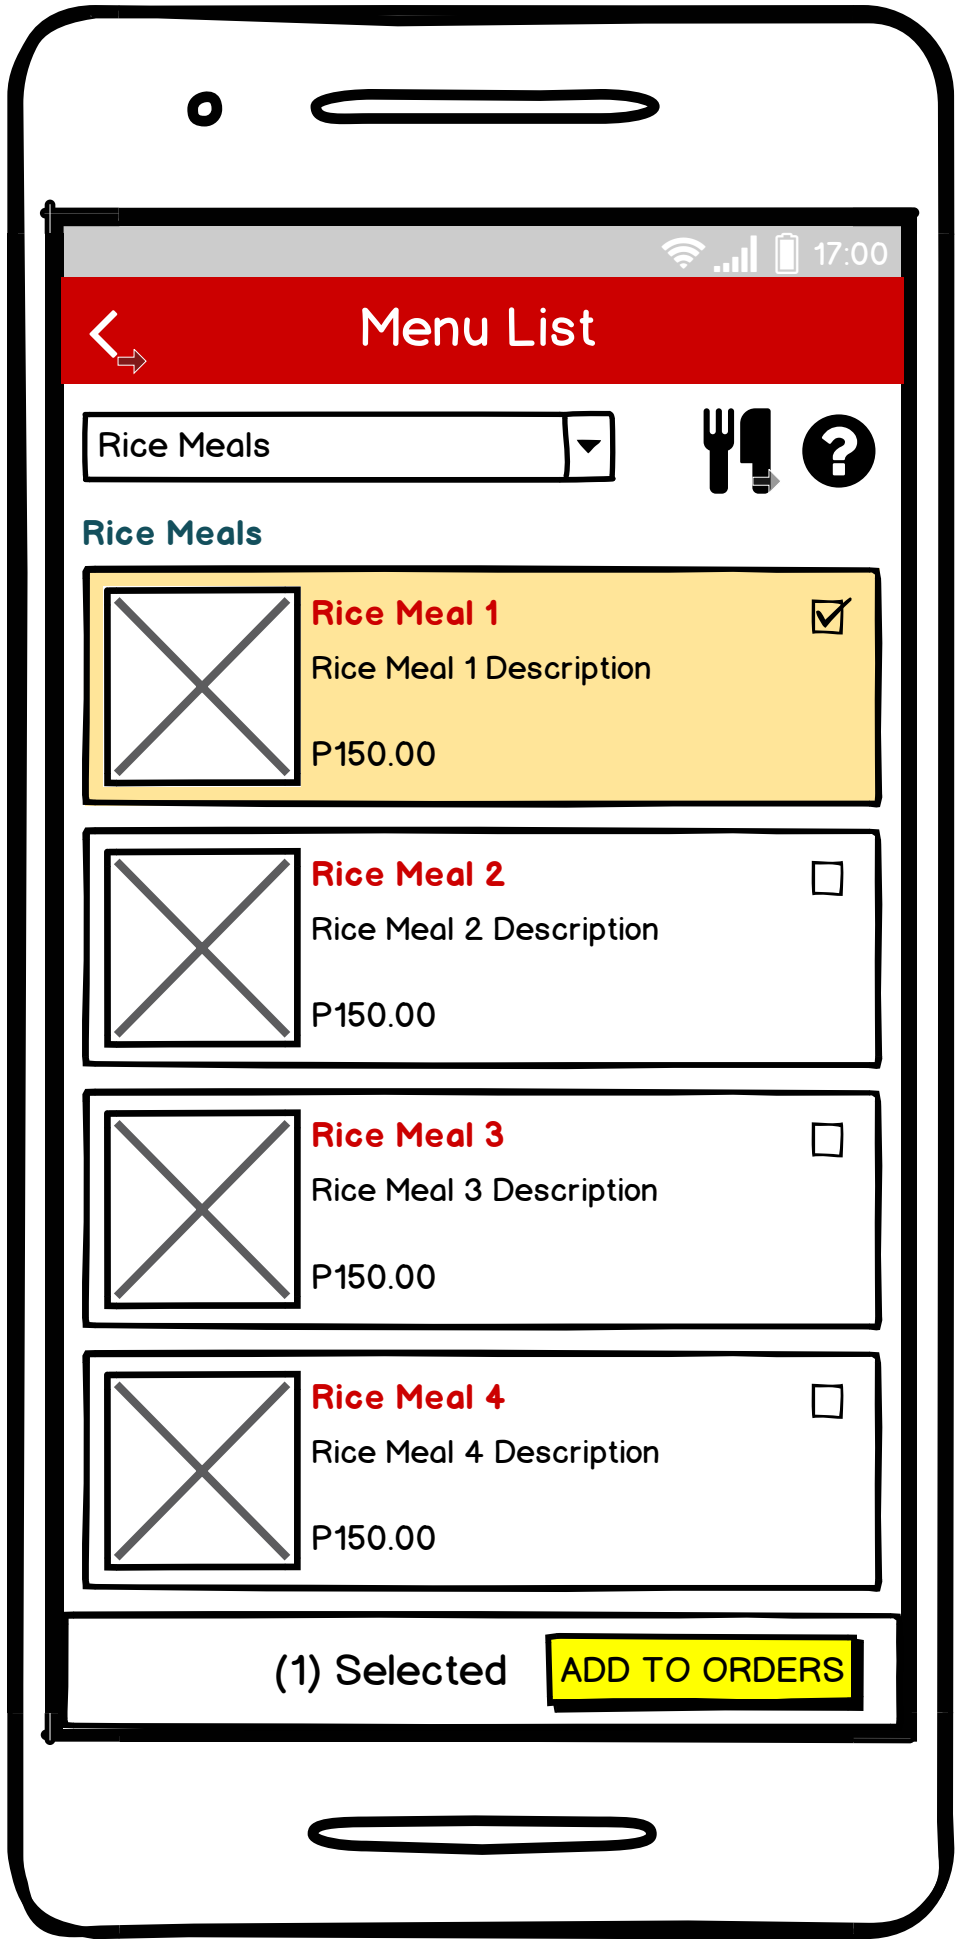 17:00
Menu List
Rice Meals
?
Rice Meals
Rice Meal 1
Rice Meal 1 Description
P150.00
Rice Meal 2
Rice Meal 2 Description
P150.00
Rice Meal 3
Rice Meal 3 Description
P150.00
Rice Meal 4
Rice Meal 4 Description
P150.00
(1) Selected
ADD TO ORDERS